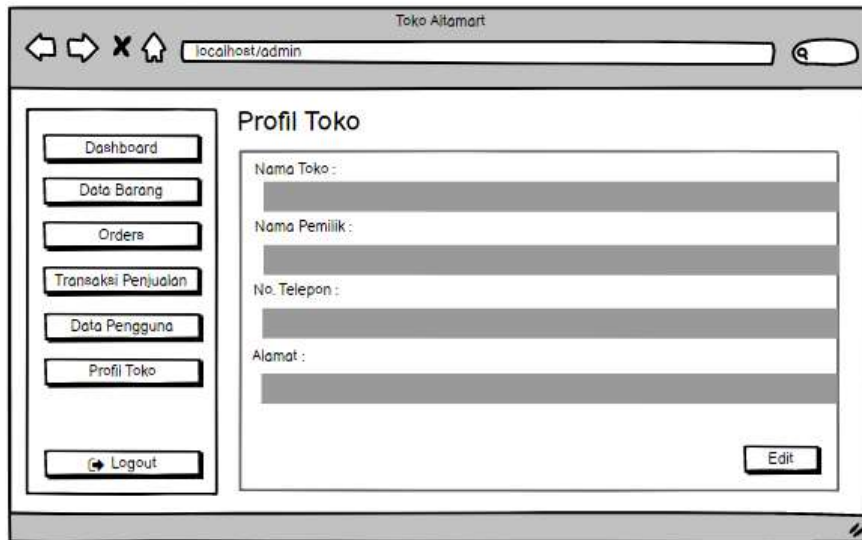 Toko Altamart
localhost/admin
Profil Toko
Dashboard
Data Barang
Orders
Transaksi Penjualan
Data Pengguna
Profil Toko
Logout
Nama Toko :
Nama Pemilik :
No. Telepon :
Alamat :
Edit